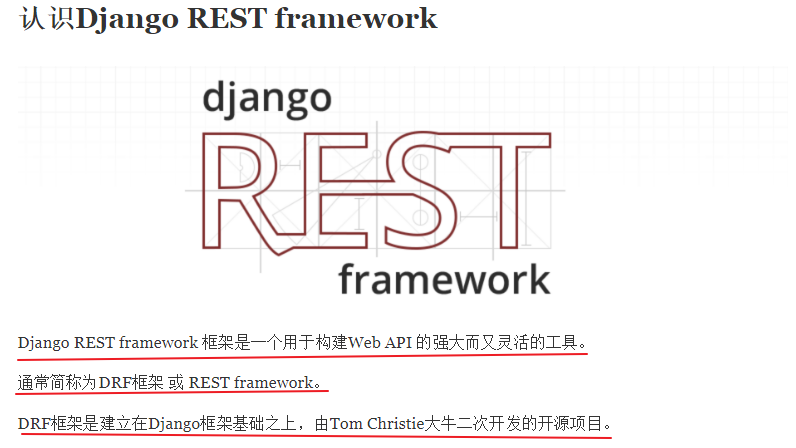 认识Django REST framework
django
REST
framework
Django REST framework 框架是一个用于构建Web API 的强大而又灵活的工具。
通常简称为DRF框架 或 REST framework。
DRF框架是建立在Django框架基础之上，由Tom Christie大牛二次开发的开源项目。